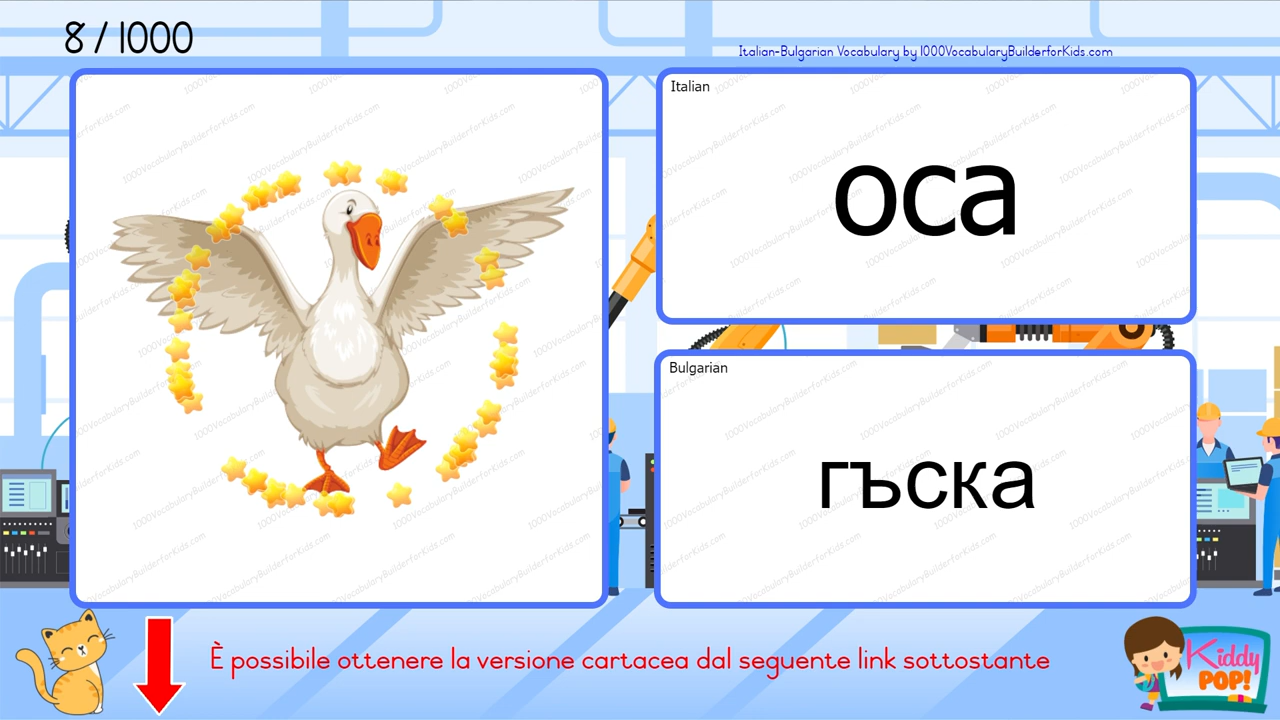 8 / 1000
Italian-Bulgarian Vocabulary by 1000VocabularyBuilderforKids.com
Italian
oca
Bulgarian
гъска
È possibile ottenere la versione cartacea dal seguente link sottostante
Kiddy
POP!